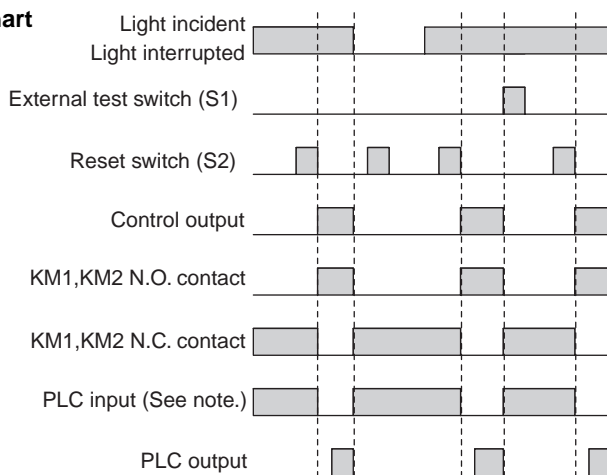 Light incident
Light interrupted
External test switch (S1)
Reset switch (S2)
Control output
KM1,KM2 N.O. contact
KM1,KM2 N.C. contact
PLC input (See note.)
PLC output